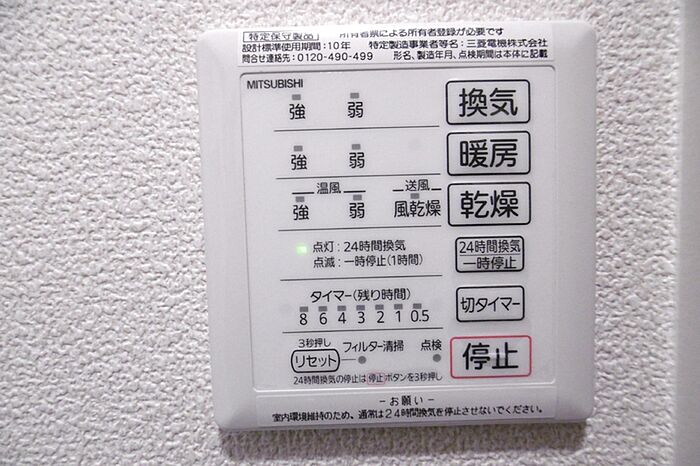 特定保守製品 所有者票による所有者登録が必要です
設計標準使用期間:10年 特定製造事業者等名:三菱電機株式会社
問合せ連絡先:0120-490-499 形名、製造年月、点検期間は本体に記載
MITSUBISHI
強 弱 換気
強 弱 暖房
温風 送風
強 弱 風乾燥 乾燥
点灯:24時間換気
点滅:一時停止(1時間)
24時間換気
一時停止
タイマー(残り時間)
8 6 4 3 2 1 0.5
切タイマー
3秒押し
リセット フィルター清掃 点検
停止
24時間換気の停止は停止ボタンを3秒押し
-お願い-
室内環境維持のため、通常は24時間換気を停止させないでください。